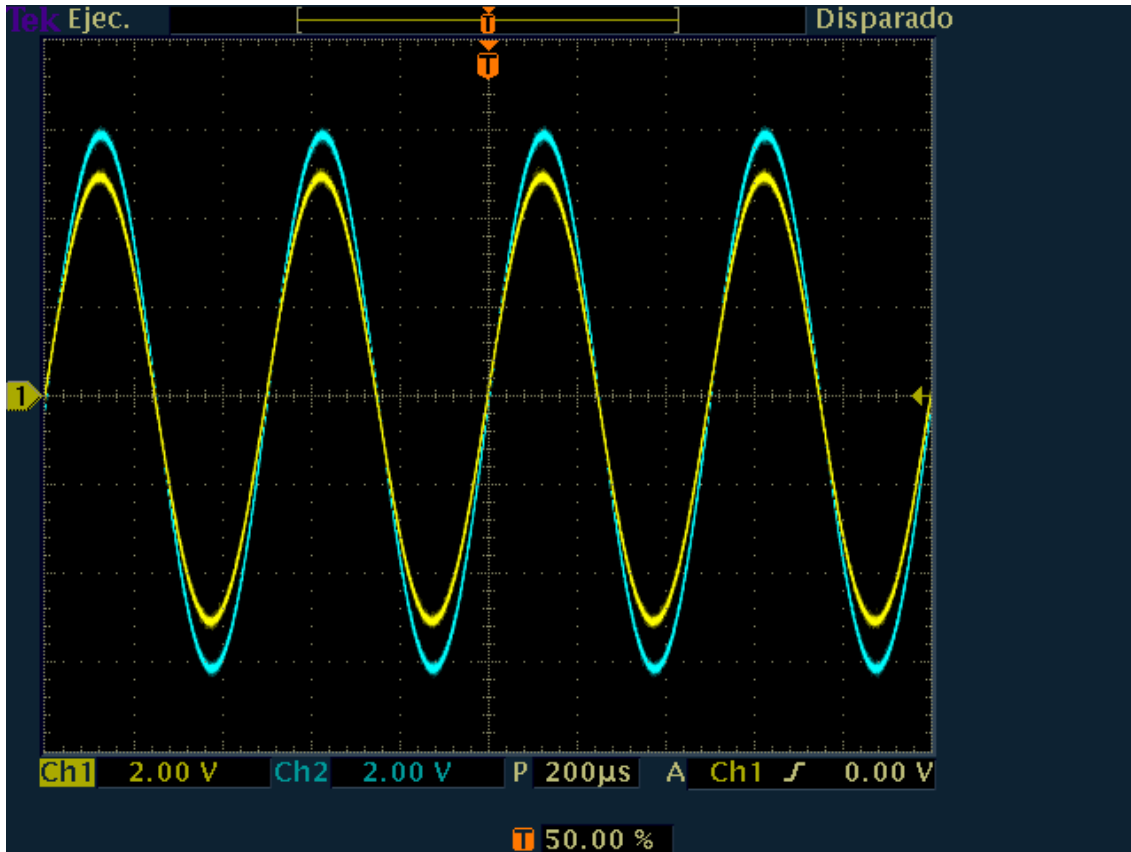 Tek Ejec. T Disparado
T
1
Ch1 2.00 V Ch2 2.00 V P 200µs A Ch1 0.00 V
T 50.00 %